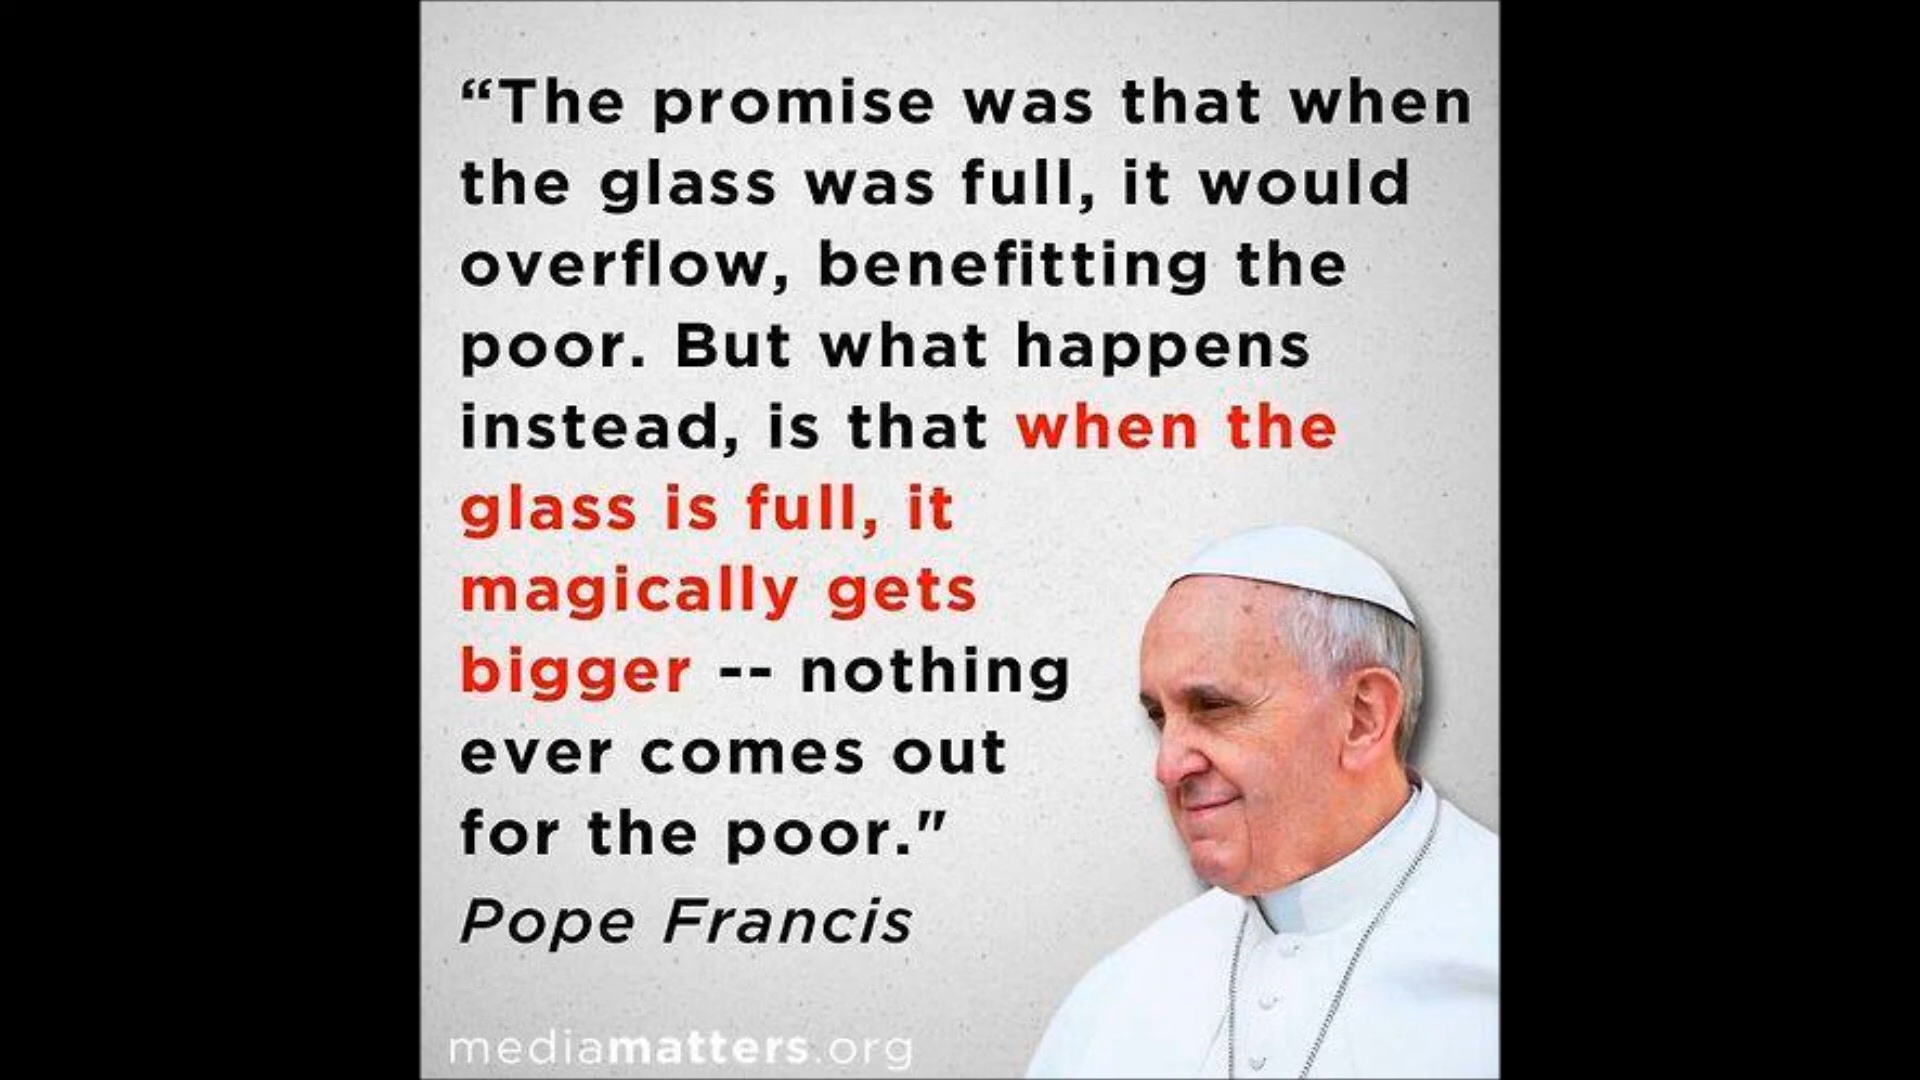 “The promise was that when
the glass was full, it would
overflow, benefitting the
poor. But what happens
instead, is that when the
glass is full, it
magically gets
bigger -- nothing
ever comes out
for the poor."
Pope Francis
mediamatters.org